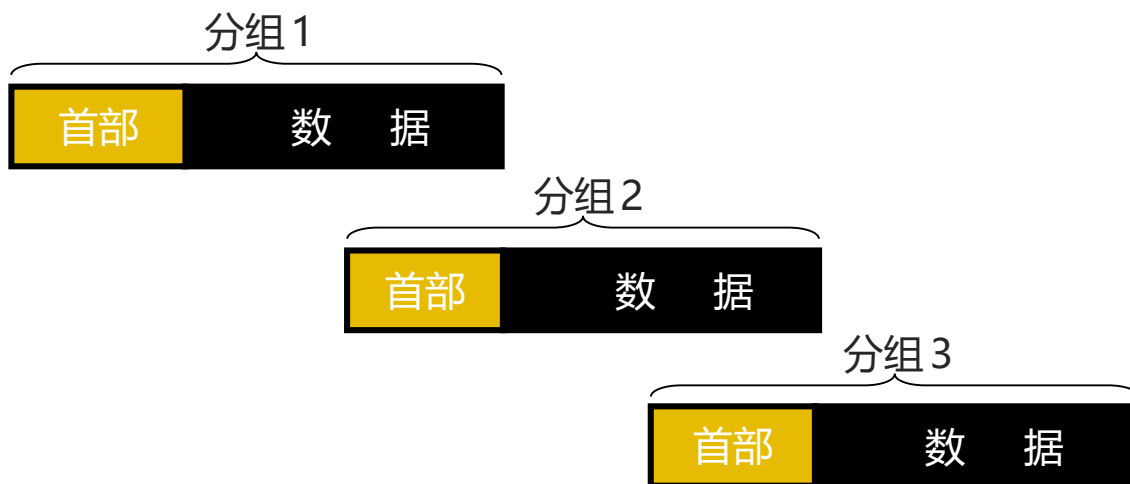 分组 1
首部 数 据
分组 2
首部 数 据
分组 3
首部 数 据